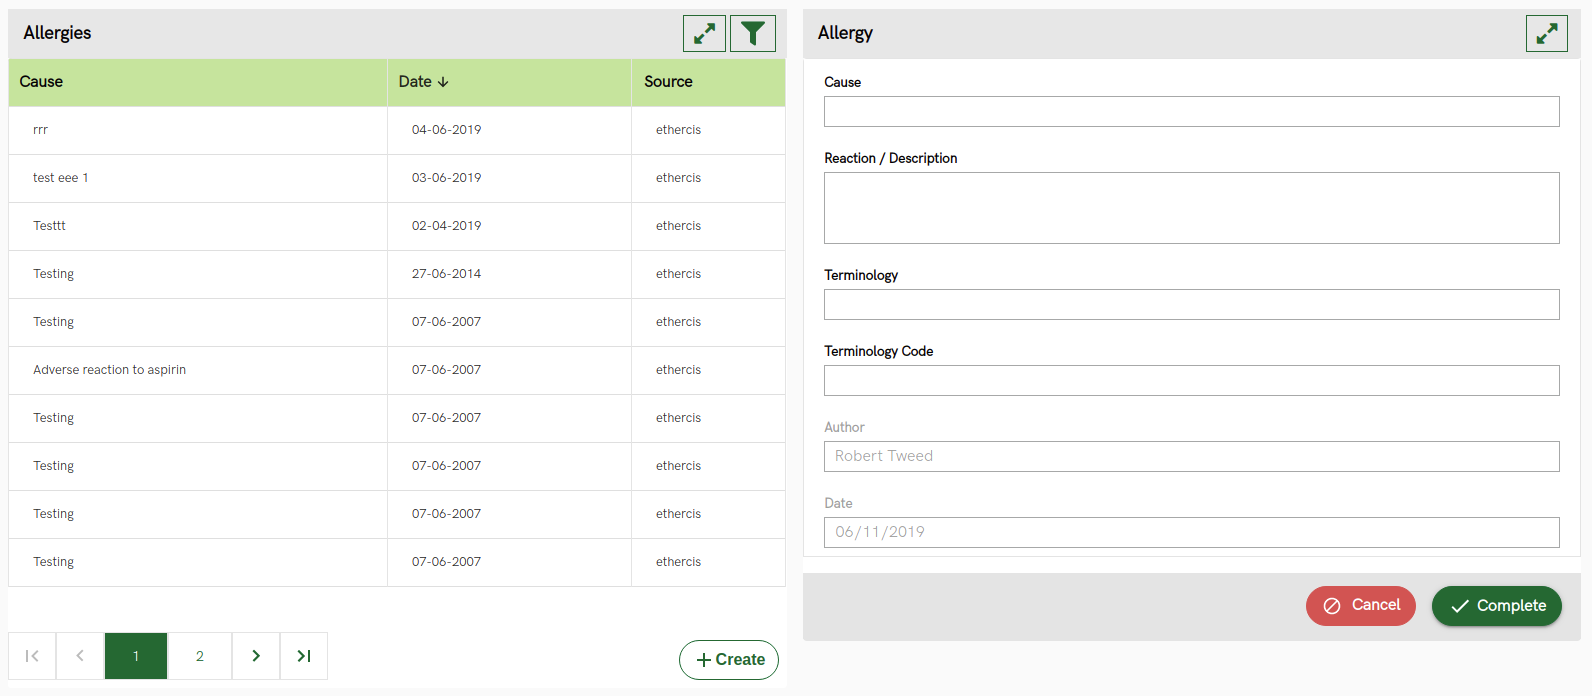 Allergies
Cause Date ↓ Source
rrr 04-06-2019 ethercis
test eee 1 03-06-2019 ethercis
Testtt 02-04-2019 ethercis
Testing 27-06-2014 ethercis
Testing 07-06-2007 ethercis
Adverse reaction to aspirin 07-06-2007 ethercis
Testing 07-06-2007 ethercis
Testing 07-06-2007 ethercis
Testing 07-06-2007 ethercis
Testing 07-06-2007 ethercis
1 2
+ Create
Allergy
Cause
Reaction / Description
Terminology
Terminology Code
Author
Robert Tweed
Date
06/11/2019
Cancel Complete